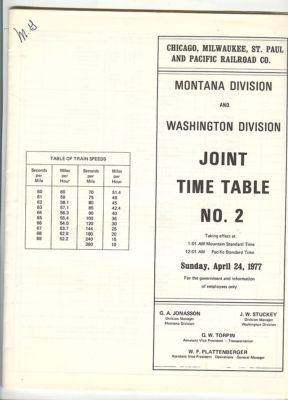 M. G
CHICAGO, MILWAUKEE, ST. PAUL
AND PACIFIC RAILROAD CO.
MONTANA DIVISION
AND
WASHINGTON DIVISION
JOINT
TIME TABLE
NO. 2
Taking effect at
1:01 AM Mountain Standard Time
12:01 AM Pacific Standard Time
Sunday, April 24, 1977
For the government and information
of employees only
G. A. JONASSON
Division Manager
Montana Division
J. W. STUCKEY
Division Manager
Washington Division
G. W. TORPIN
Assistant Vice President - Transportation
W. F. PLATTENBERGER
Assistant Vice President - Operations - General Manager
TABLE OF TRAIN SPEEDS
Seconds per Mile Miles per Hour Seconds per Mile Miles per Hour
60 60 70 51.4
61 59 75 48
62 58.1 80 45
63 57.1 85 42.4
64 56.3 90 40
65 55.4 100 36
66 54.5 120 30
67 53.7 144 25
68 52.9 180 20
69 52.2 240 15
360 10